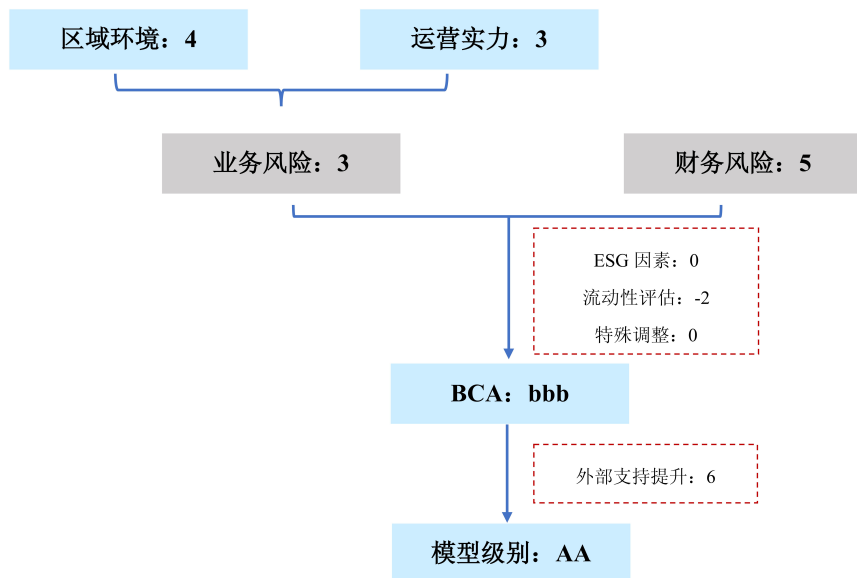 区域环境：4
运营实力：3
业务风险：3
财务风险：5
ESG 因素：0
流动性评估：-2
特殊调整：0
BCA：bbb
外部支持提升：6
模型级别：AA